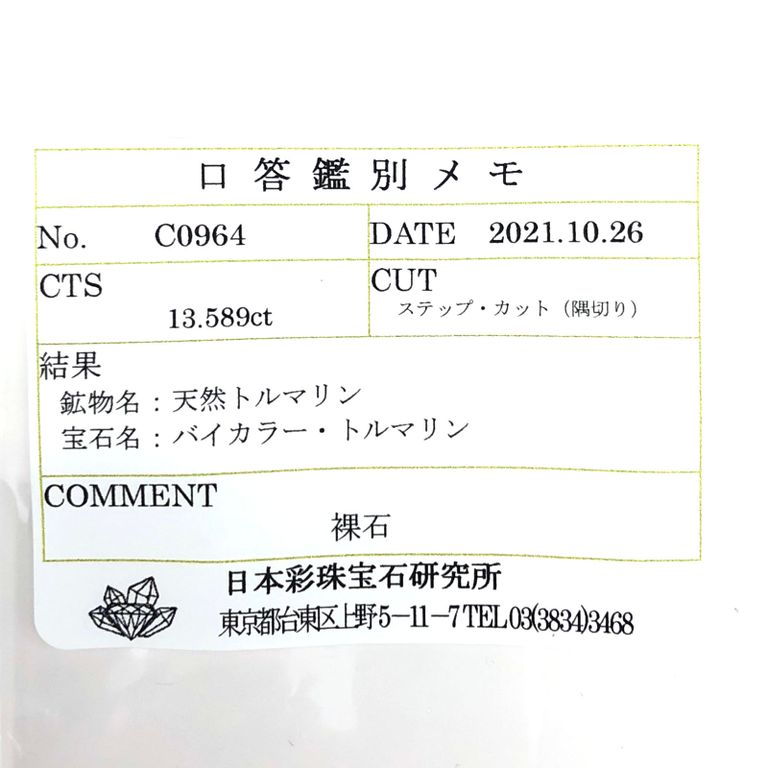 口答鑑別メモ
No. C0964 DATE 2021.10.26
CTS CUT
13.589ct ステップ・カット（隅切り）
結果
鉱物名：天然トルマリン
宝石名：バイカラー・トルマリン
COMMENT
裸石
日本彩珠宝石研究所
東京都台東区上野5−11−7 TEL 03(3834)3468